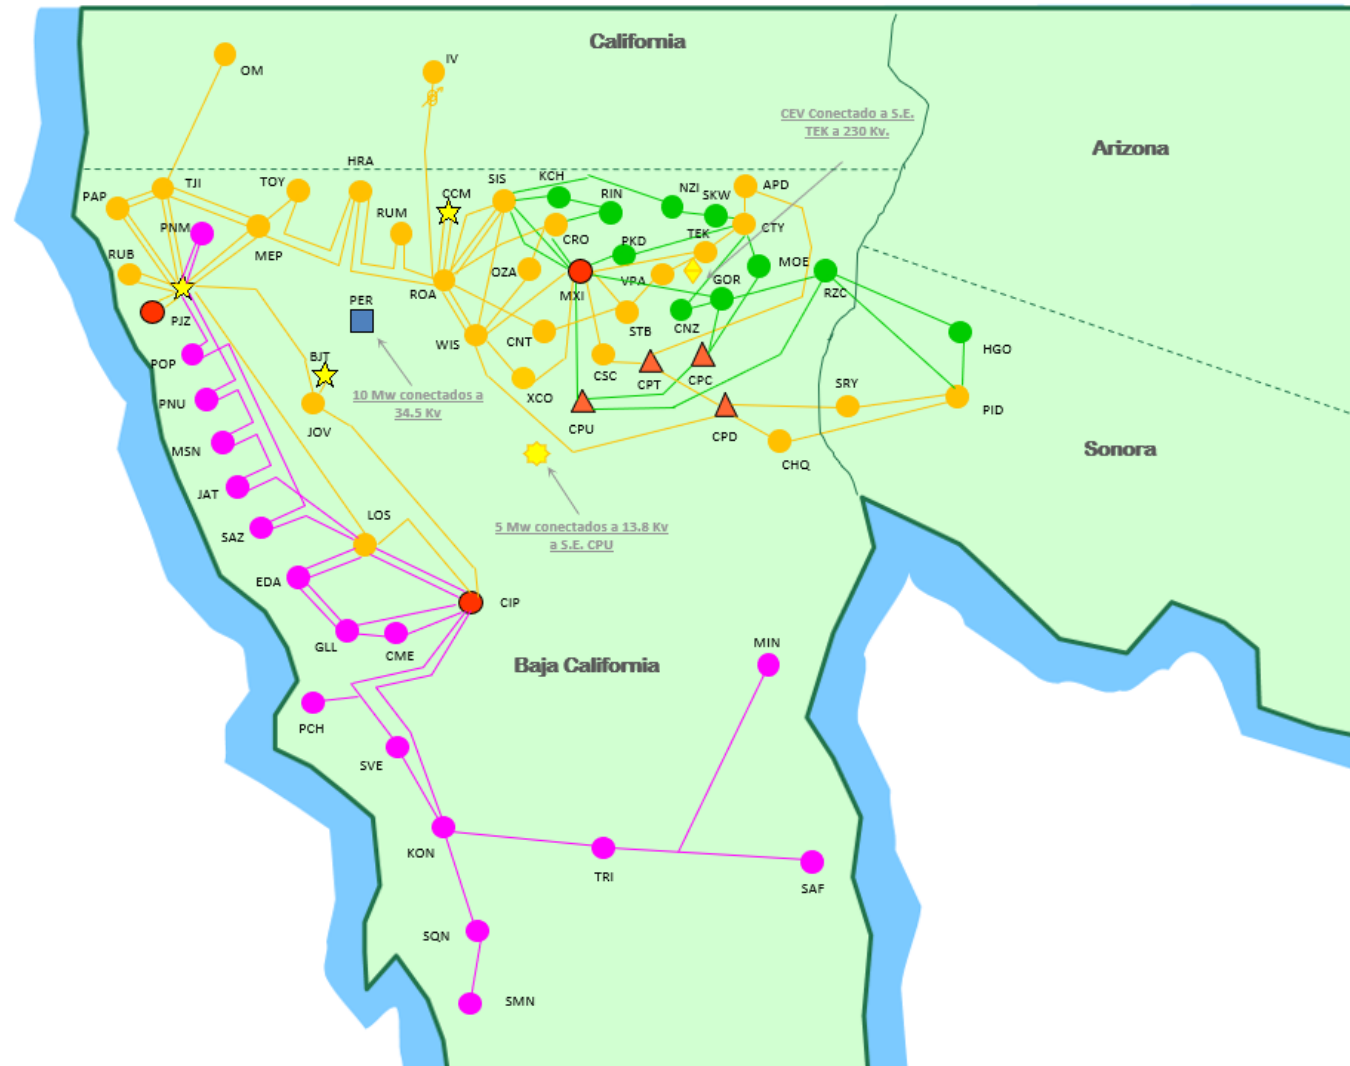 California
IV
OM
CEV Conectado a S.E.
TEK a 230 Kv.
Arizona
HRA
TJI
TOY
SIS
KCH
NZI
SKW
APD
PAP
CCM
RIN
RUM
PNM
CTY
TEK
CRO
PKD
RUB
MEP
MOE
OZA
VPA
GOR
ROA
MXI
RZC
PER
PJZ
CNZ
STB
WIS
CNT
HGO
BJT
POP
CSC
CPT
CPC
SRY
10 Mw conectados a
34.5 Kv
XCO
PNU
PID
JOV
CPU
CPD
MSN
Sonora
CHQ
JAT
LOS
5 Mw conectados a 13.8 Kv
a S.E. CPU
SAZ
EDA
CIP
GLL
CME
MIN
Baja California
PCH
SVE
KON
TRI
SAF
SQN
SMN